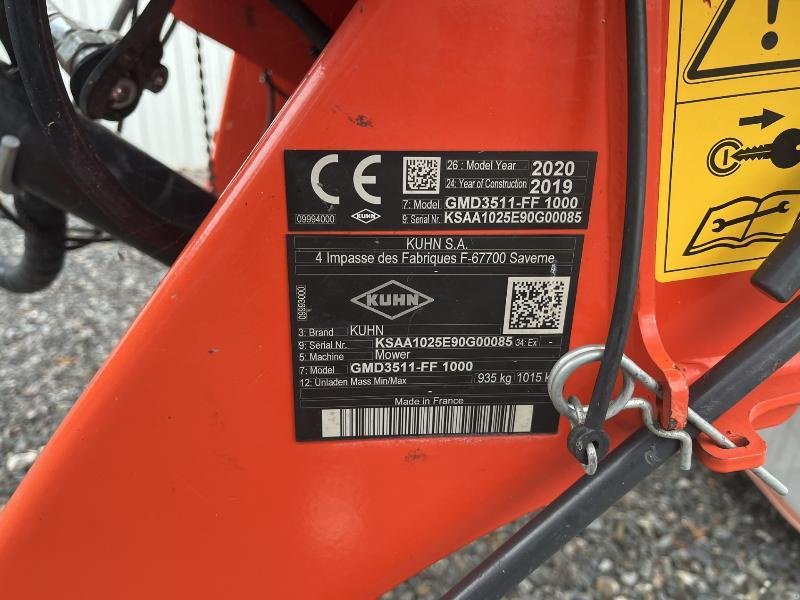 CE
26 : Model Year 2020
24: Year of Construction 2019
7: Model GMD3511-FF 1000
09994000 KUHN 9: Serial Nr KSAA1025E90G00085
KUHN S.A.
4 Impasse des Fabriques F-67700 Saverne
KUHN
09993000
3: Brand KUHN
9: Serial Nr. KSAA1025E90G00085 34: Ex -
5: Machine Mower
7: Model GMD3511-FF 1000
12: Unladen Mass Min/Max 935 kg 1015 k
Made in France